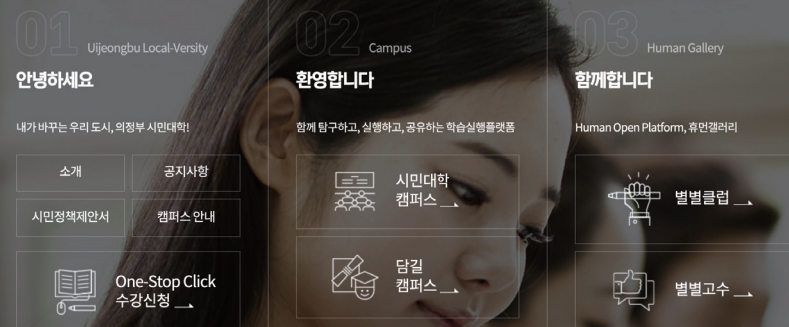 01 Uijeongbu Local-Versity
안녕하세요
내가 바꾸는 우리 도시, 의정부 시민대학!
소개
공지사항
시민정책제안서
캠퍼스 안내
One-Stop Click
수강신청
02 Campus
환영합니다
함께 탐구하고, 실행하고, 공유하는 학습실행플랫폼
시민대학
캠퍼스
담길
캠퍼스
03 Human Gallery
함께합니다
Human Open Platform, 휴먼갤러리
별별클럽
별별고수